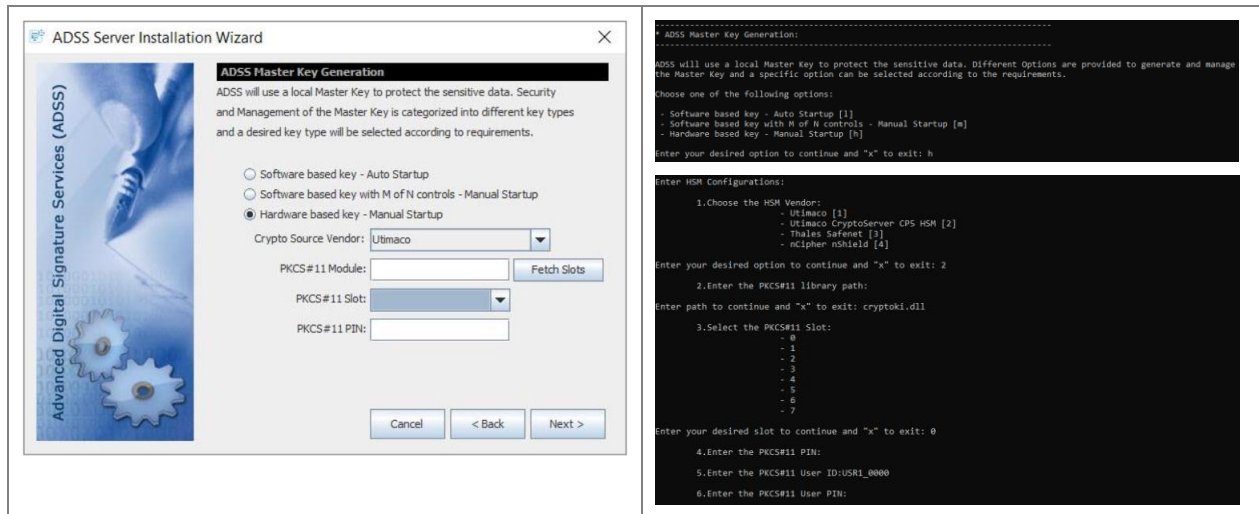 ADSS Server Installation Wizard
Advanced Digital Signature Services (ADSS)
ADSS Master Key Generation
ADSS will use a local Master Key to protect the sensitive data. Security
and Management of the Master Key is categorized into different key types
and a desired key type will be selected according to requirements.
Software based key - Auto Startup
Software based key with M of N controls - Manual Startup
Hardware based key - Manual Startup
Crypto Source Vendor: Utimaco
PKCS#11 Module: Fetch Slots
PKCS#11 Slot:
PKCS#11 PIN:
Cancel < Back Next >
--------------------------------------------------------------------------------
* ADSS Master Key Generation:
--------------------------------------------------------------------------------
ADSS will use a local Master Key to protect the sensitive data. Different Options are provided to generate and manage
the Master Key and a specific option can be selected according to the requirements.
Choose one of the following options:
- Software based key - Auto Startup [l]
- Software based key with M of N controls - Manual Startup [m]
- Hardware based key - Manual Startup [h]
Enter your desired option to continue and "x" to exit: h
Enter HSM Configurations:
1.Choose the HSM Vendor:
- Utimaco [1]
- Utimaco CryptoServer CP5 HSM [2]
- Thales Safenet [3]
- nCipher nShield [4]
Enter your desired option to continue and "x" to exit: 2
2.Enter the PKCS#11 library path:
Enter path to continue and "x" to exit: cryptoki.dll
3.Select the PKCS#11 Slot:
- 0
- 1
- 2
- 3
- 4
- 5
- 6
- 7
Enter your desired slot to continue and "x" to exit: 0
4.Enter the PKCS#11 PIN:
5.Enter the PKCS#11 User ID:USR1_0000
6.Enter the PKCS#11 User PIN: